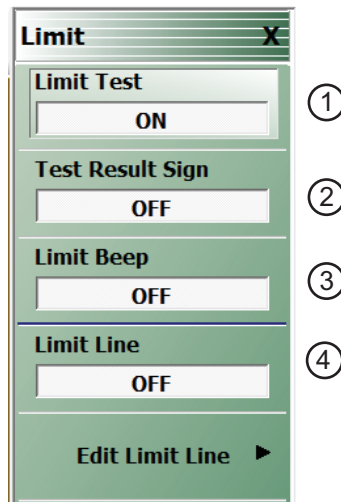 Limit X
Limit Test
ON
①
Test Result Sign
OFF
②
Limit Beep
OFF
③
Limit Line
OFF
④
Edit Limit Line ▶